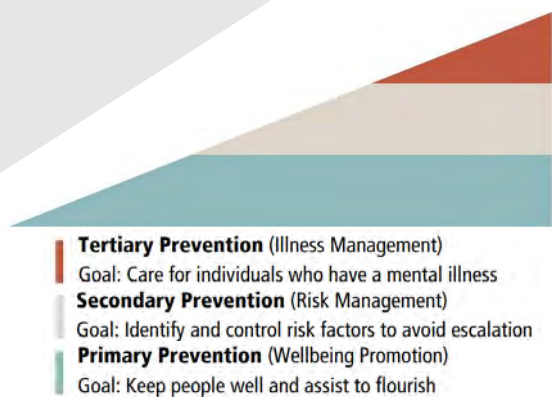 Tertiary Prevention (Illness Management)
Goal: Care for individuals who have a mental illness
Secondary Prevention (Risk Management)
Goal: Identify and control risk factors to avoid escalation
Primary Prevention (Wellbeing Promotion)
Goal: Keep people well and assist to flourish